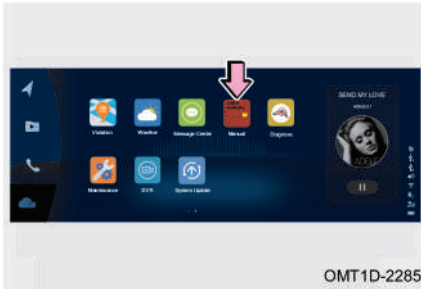 SEND MY LOVE
Violation
Weather
Message Center
Manual
Diagnose
ADELE
Maintenance
DVR
System Update
OMT1D-2285